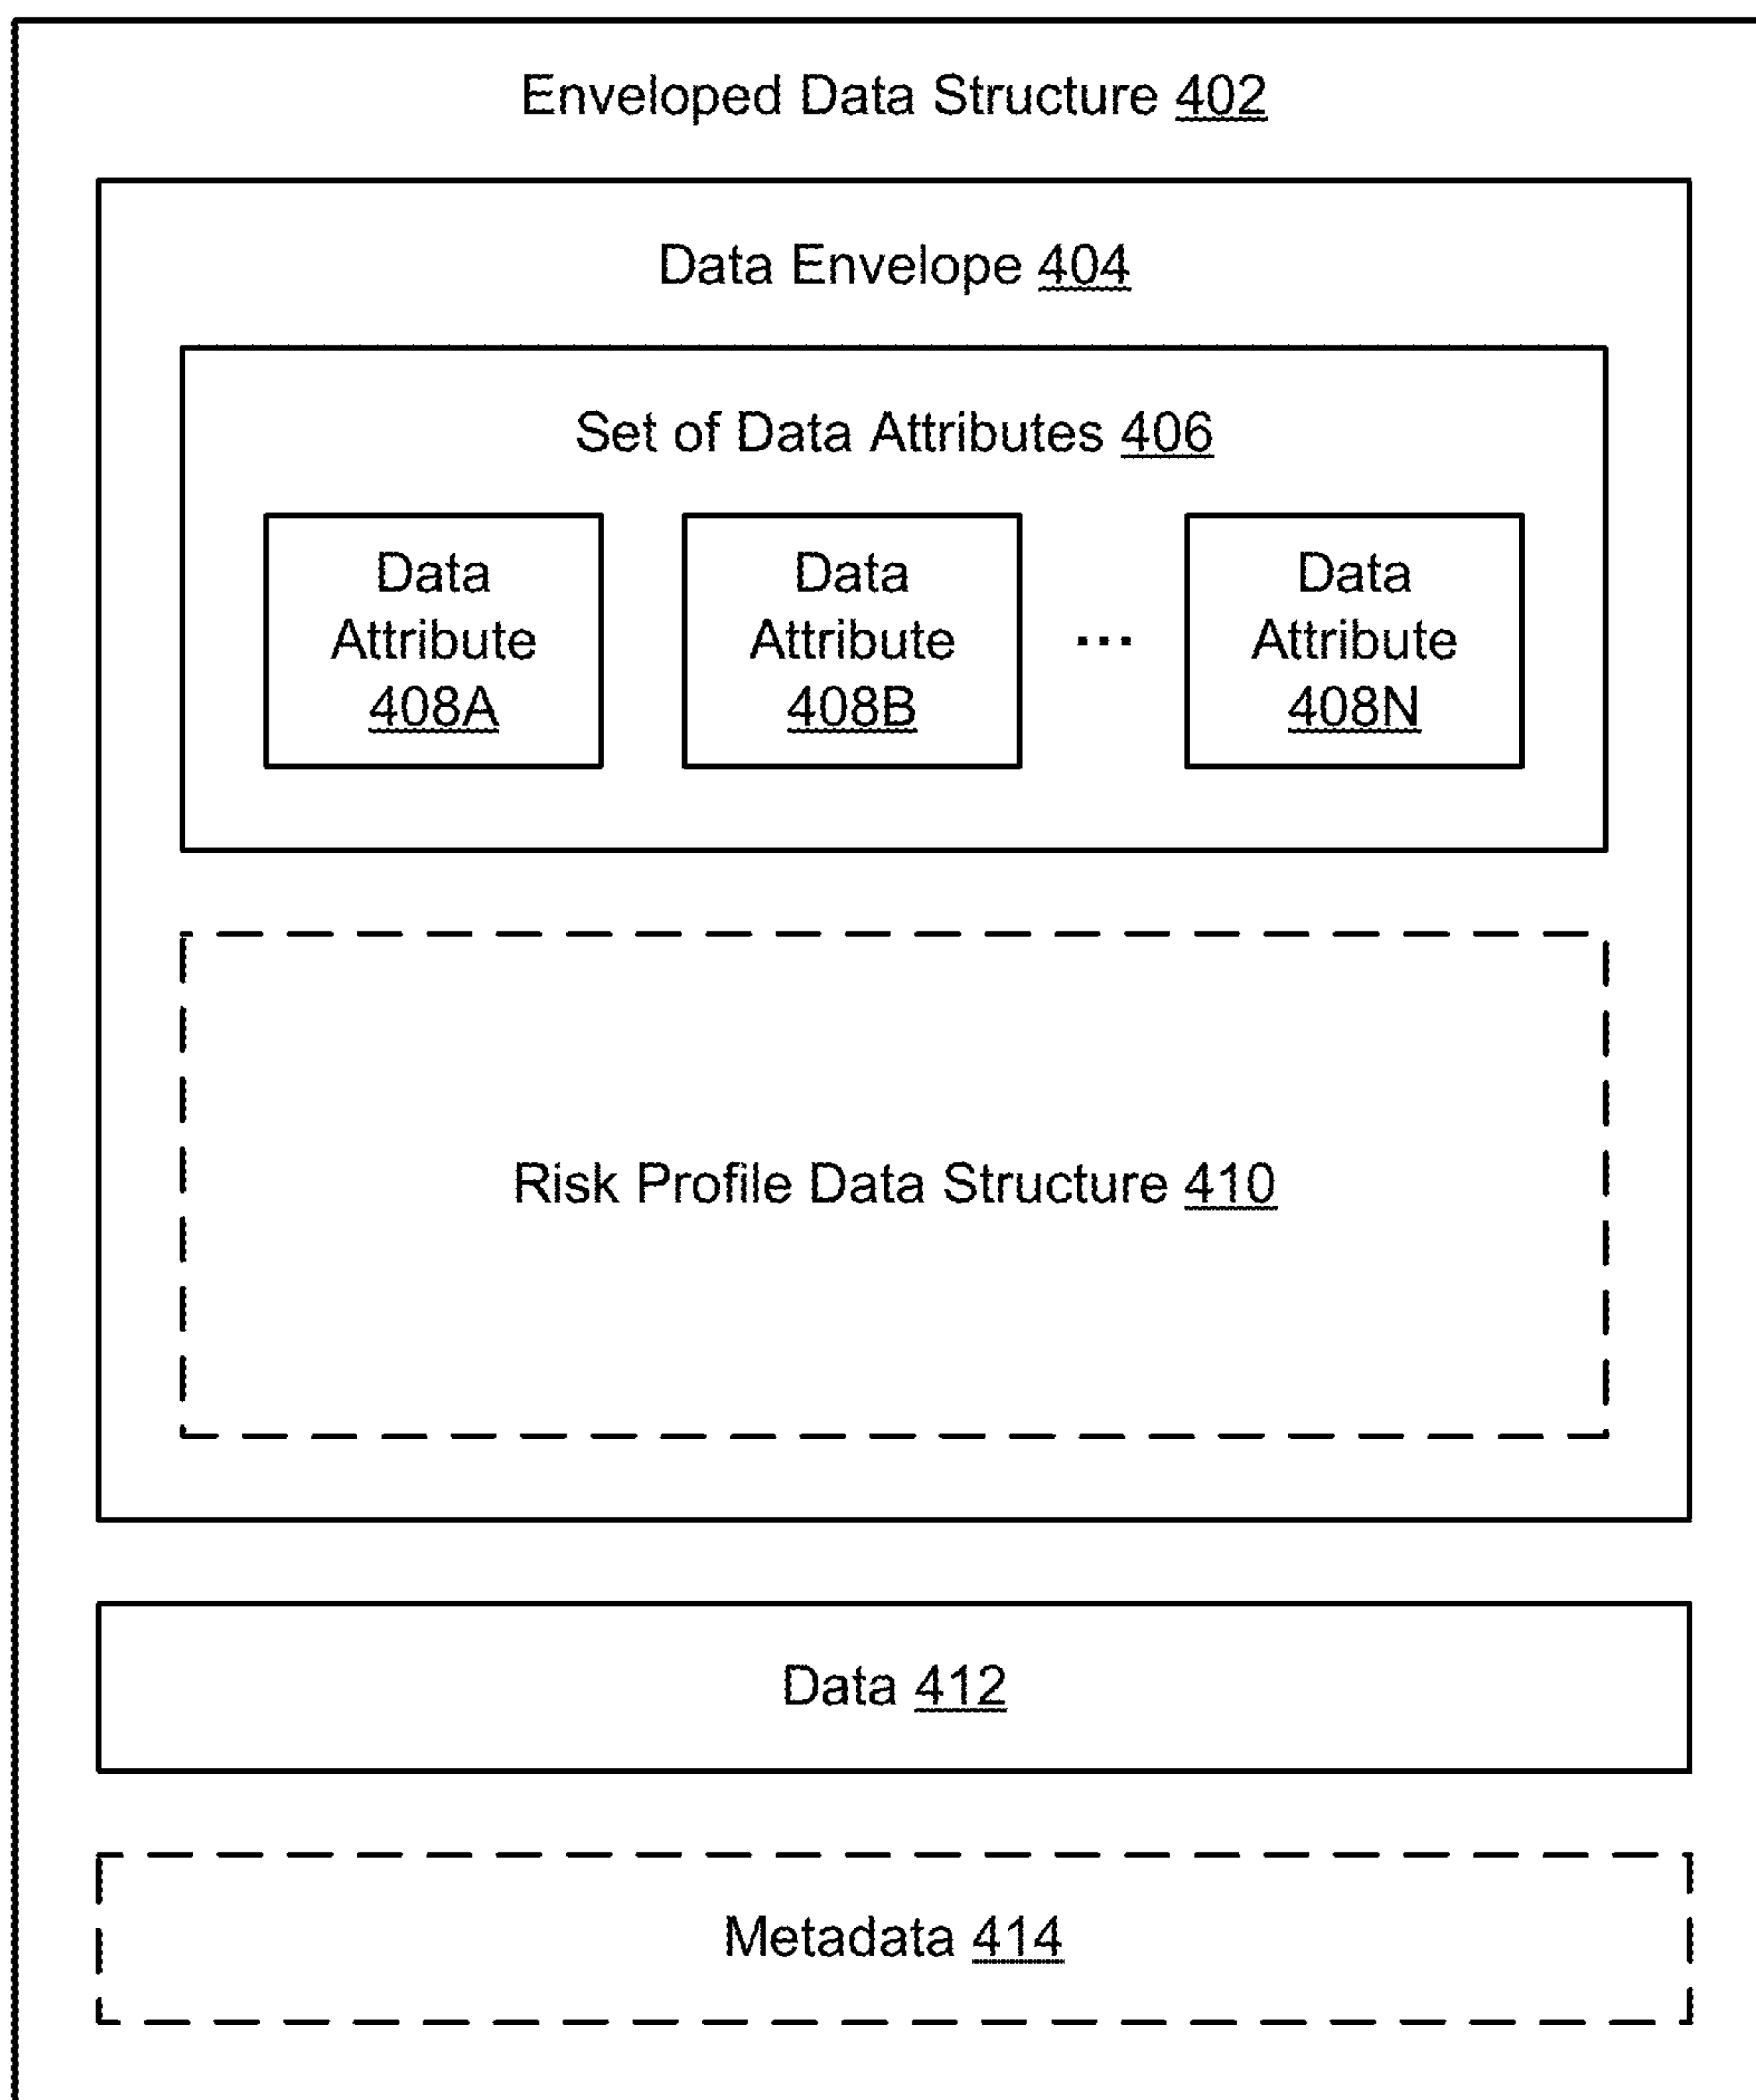 Enveloped Data Structure 402
Data Envelope 404
Set of Data Attributes 406
Data
Attribute
408A
Data
Attribute
408B
...
Data
Attribute
408N
Risk Profile Data Structure 410
Data 412
Metadata 414